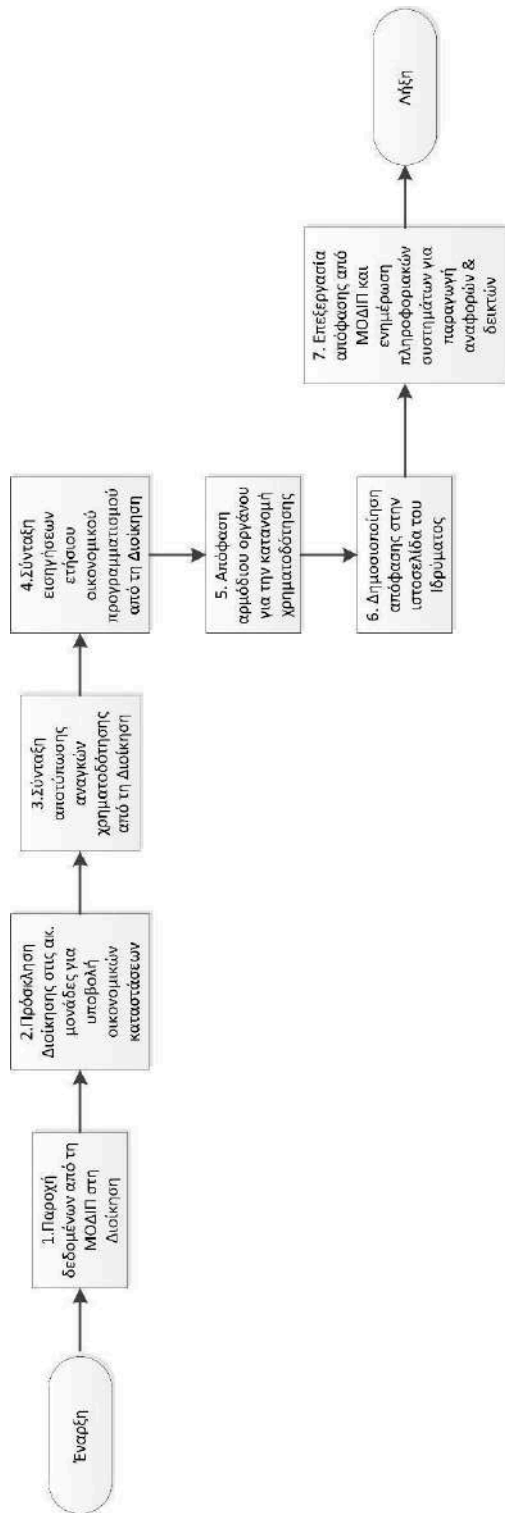 Έναρξη
1.Παροχή
δεδομένων από τη
ΜΟΔΙΠ στη
Διοίκηση
2.Πρόσκληση
Διοίκησης στις ακ.
μονάδες για
υποβολή
οικονομικών
καταστάσεων
3.Σύνταξη
αποτύπωσης
αναγκών
χρηματοδότησης
από τη Διοίκηση
4.Σύνταξη
εισηγήσεων
ετήσιου
οικονομικού
προγραμματισμού
από τη Διοίκηση
5. Απόφαση
αρμόδιου οργάνου
για την κατανομή
χρηματοδότησης
6. Δημοσιοποίηση
απόφασης στην
ιστοσελίδα του
Ιδρύματος
7. Επεξεργασία
απόφασης από
ΜΟΔΙΠ και
ενημέρωση
πληροφοριακών
συστημάτων για
παραγωγή
αναφορών &
δεικτών
Λήξη